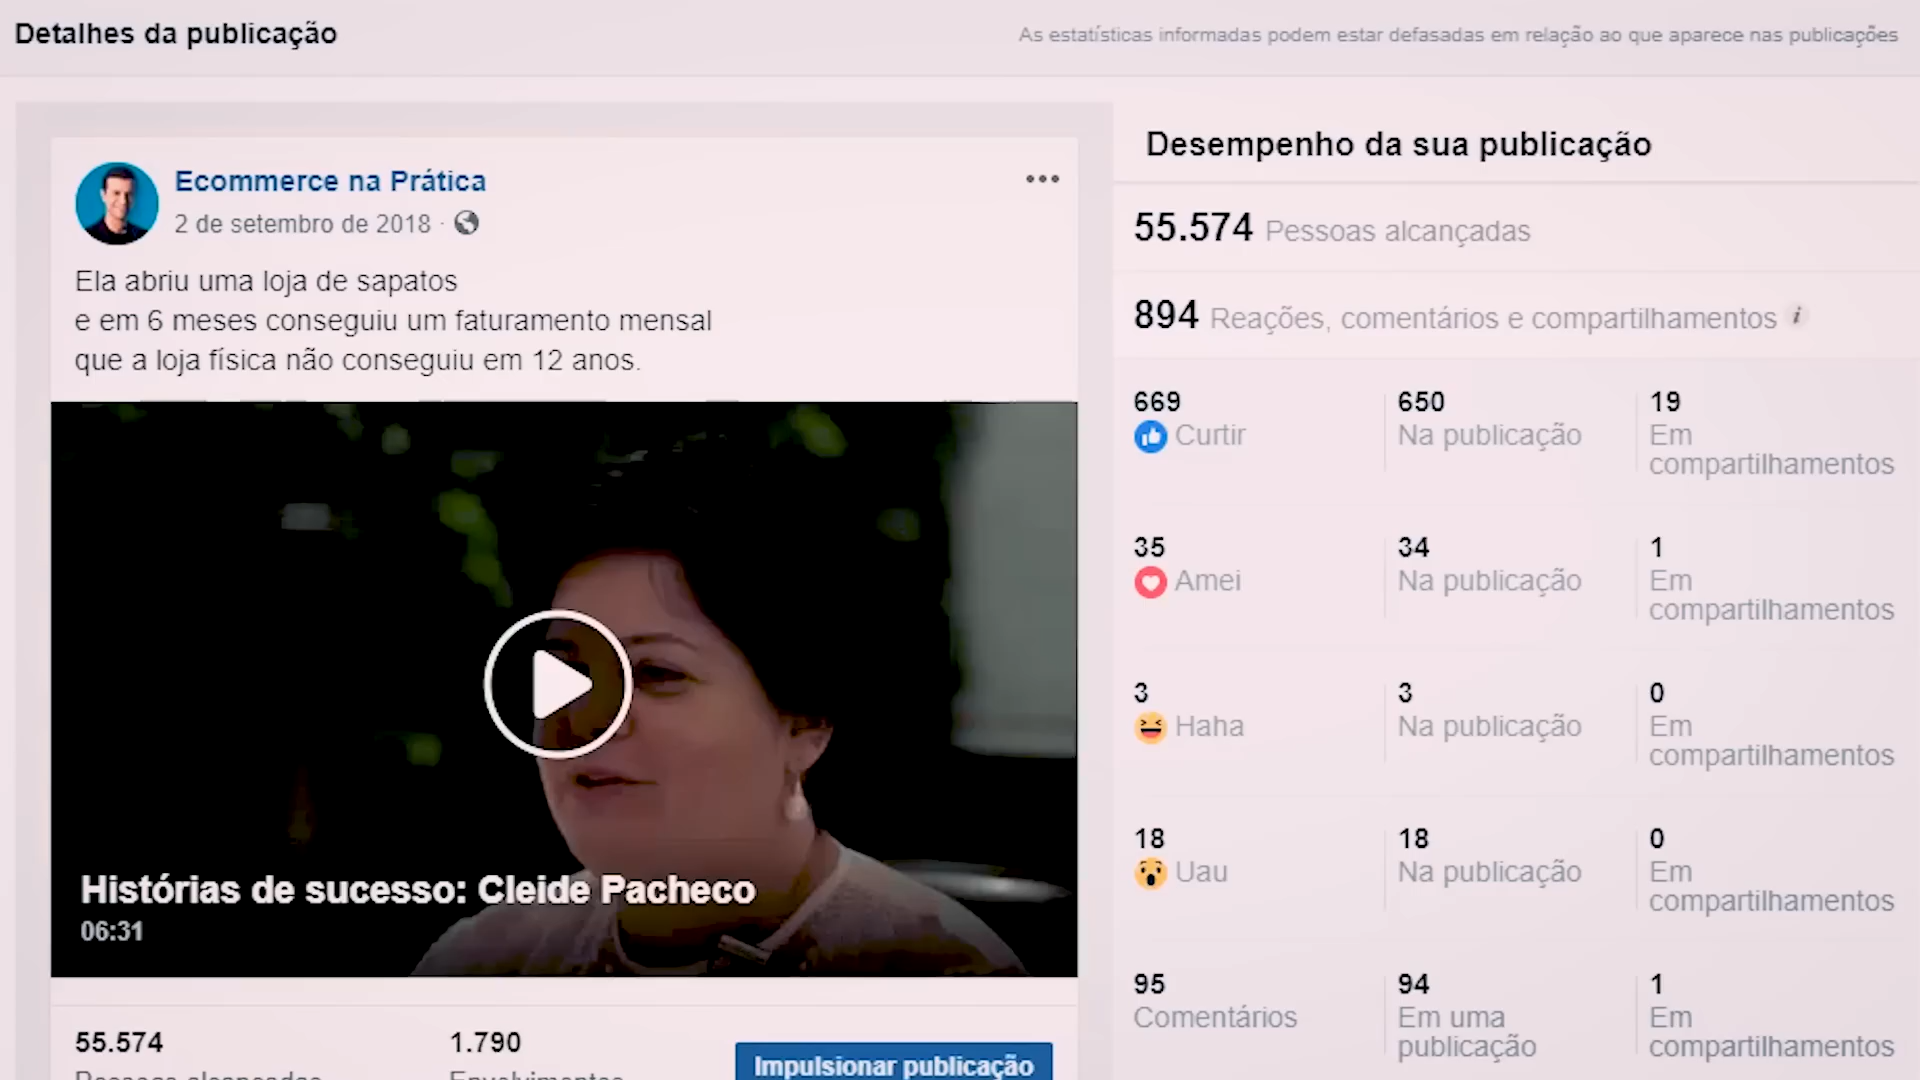 Detalhes da publicação
As estatísticas informadas podem estar defasadas em relação ao que aparece nas publicações
Ecommerce na Prática
2 de setembro de 2018 ·
Ela abriu uma loja de sapatos
e em 6 meses conseguiu um faturamento mensal
que a loja física não conseguiu em 12 anos.
Histórias de sucesso: Cleide Pacheco
06:31
55.574
Pessoas alcançadas
1.790
Envolvimentos
Impulsionar publicação
Desempenho da sua publicação
55.574 Pessoas alcançadas
894 Reações, comentários e compartilhamentos i
669
Curtir
650
Na publicação
19
Em
compartilhamentos
35
Amei
34
Na publicação
1
Em
compartilhamentos
3
Haha
3
Na publicação
0
Em
compartilhamentos
18
Uau
18
Na publicação
0
Em
compartilhamentos
95
Comentários
94
Em uma
publicação
1
Em
compartilhamentos